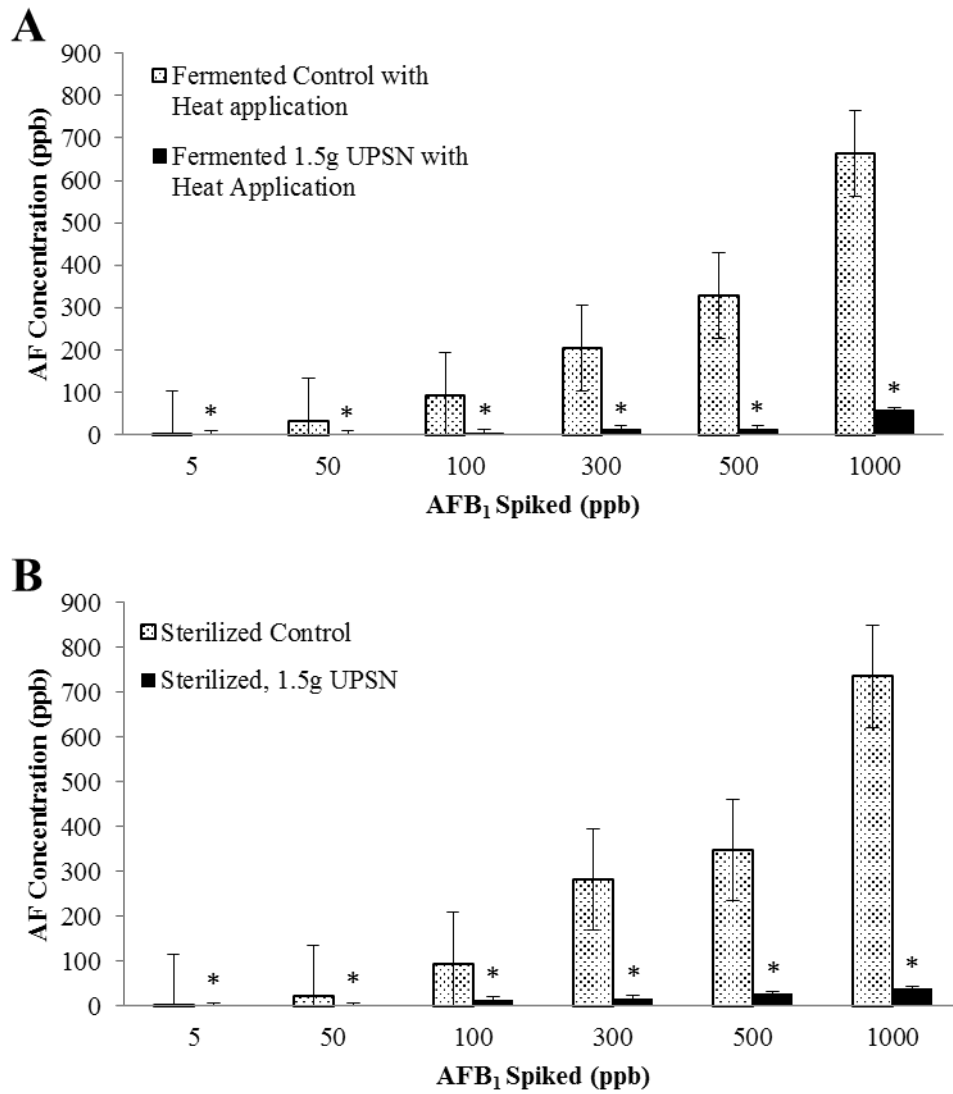 A
900
800
700
600
500
400
300
200
100
0
AF Concentration (ppb)
Fermented Control with
Heat application
Fermented 1.5g UPSN with
Heat Application
* * * * * *
5 50 100 300 500 1000
AFB₁ Spiked (ppb)
B
900
800
700
600
500
400
300
200
100
0
AF Concentration (ppb)
Sterilized Control
Sterilized, 1.5g UPSN
* * * * * *
5 50 100 300 500 1000
AFB₁ Spiked (ppb)